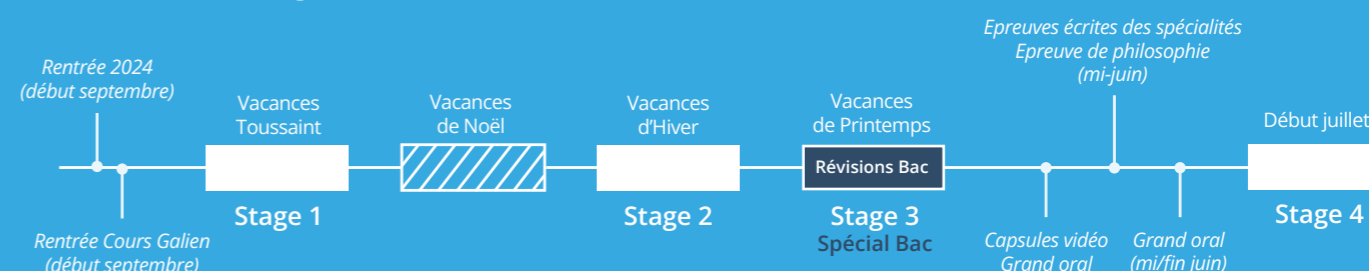 Rentrée 2024
(début septembre)
Rentrée Cours Galien
(début septembre)
Vacances
Toussaint
Stage 1
Vacances
de Noël
Vacances
d'Hiver
Stage 2
Vacances
de Printemps
Révisions Bac
Stage 3
Spécial Bac
Capsules vidéo
Grand oral
Epreuves écrites des spécialités
Epreuve de philosophie
(mi-juin)
Grand oral
(mi/fin juin)
Début juillet
Stage 4